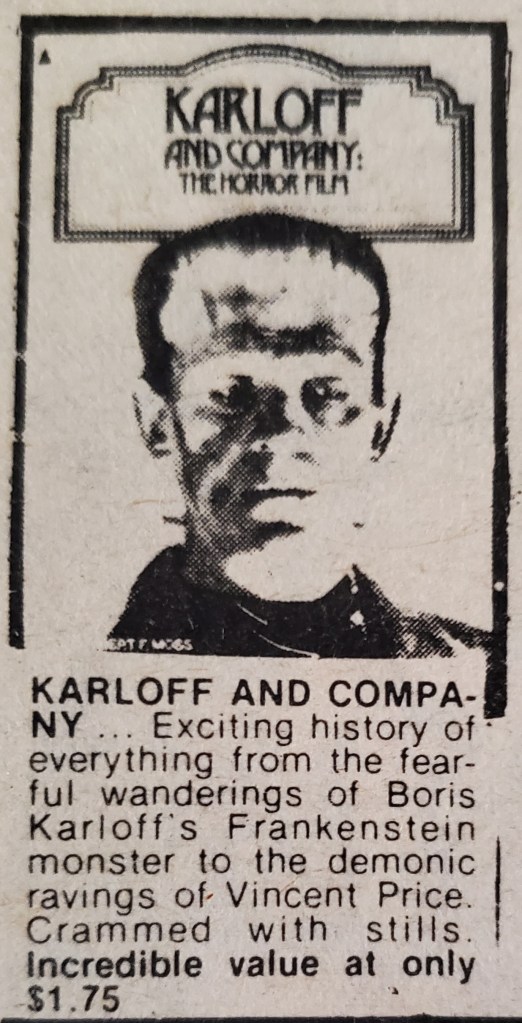 KARLOFF
AND COMPANY:
THE HORROR FILM
EPT F. MOSS
KARLOFF AND COMPA-
NY ... Exciting history of
everything from the fear-
ful wanderings of Boris
Karloff's Frankenstein
monster to the demonic
ravings of Vincent Price.
Crammed with stills.
Incredible value at only
$1.75